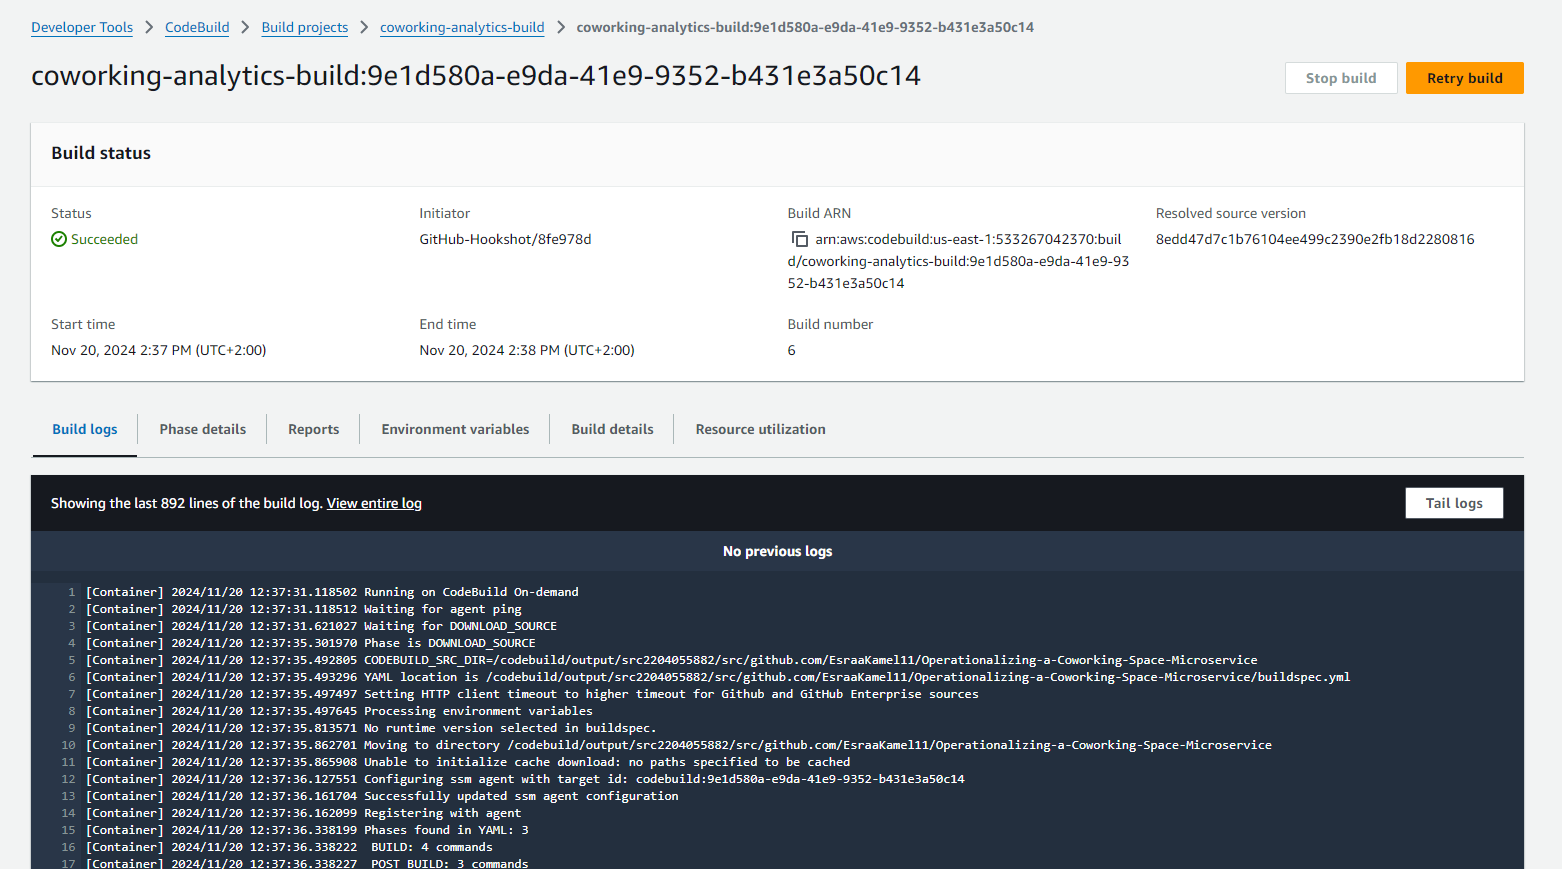 Developer Tools > CodeBuild > Build projects > coworking-analytics-build > coworking-analytics-build:9e1d580a-e9da-41e9-9352-b431e3a50c14
coworking-analytics-build:9e1d580a-e9da-41e9-9352-b431e3a50c14
Stop build
Retry build
Build status
Status
Succeeded
Initiator
GitHub-Hookshot/8fe978d
Build ARN
arn:aws:codebuild:us-east-1:533267042370:buil
d/coworking-analytics-build:9e1d580a-e9da-41e9-93
52-b431e3a50c14
Resolved source version
8edd47d7c1b76104ee499c2390e2fb18d2280816
Start time
Nov 20, 2024 2:37 PM (UTC+2:00)
End time
Nov 20, 2024 2:38 PM (UTC+2:00)
Build number
6
Build logs
Phase details
Reports
Environment variables
Build details
Resource utilization
Showing the last 892 lines of the build log. View entire log
Tail logs
No previous logs
1 [Container] 2024/11/20 12:37:31.118502 Running on CodeBuild On-demand
2 [Container] 2024/11/20 12:37:31.118512 Waiting for agent ping
3 [Container] 2024/11/20 12:37:31.621027 Waiting for DOWNLOAD_SOURCE
4 [Container] 2024/11/20 12:37:35.301970 Phase is DOWNLOAD_SOURCE
5 [Container] 2024/11/20 12:37:35.492805 CODEBUILD_SRC_DIR=/codebuild/output/src2204055882/src/github.com/EsraaKamel11/Operationalizing-a-Coworking-Space-Microservice
6 [Container] 2024/11/20 12:37:35.493296 YAML location is /codebuild/output/src2204055882/src/github.com/EsraaKamel11/Operationalizing-a-Coworking-Space-Microservice/buildspec.yml
7 [Container] 2024/11/20 12:37:35.497497 Setting HTTP client timeout to higher timeout for Github and GitHub Enterprise sources
8 [Container] 2024/11/20 12:37:35.497645 Processing environment variables
9 [Container] 2024/11/20 12:37:35.813571 No runtime version selected in buildspec.
10 [Container] 2024/11/20 12:37:35.862701 Moving to directory /codebuild/output/src2204055882/src/github.com/EsraaKamel11/Operationalizing-a-Coworking-Space-Microservice
11 [Container] 2024/11/20 12:37:35.865908 Unable to initialize cache download: no paths specified to be cached
12 [Container] 2024/11/20 12:37:36.127551 Configuring ssm agent with target id: codebuild:9e1d580a-e9da-41e9-9352-b431e3a50c14
13 [Container] 2024/11/20 12:37:36.161704 Successfully updated ssm agent configuration
14 [Container] 2024/11/20 12:37:36.162099 Registering with agent
15 [Container] 2024/11/20 12:37:36.338199 Phases found in YAML: 3
16 [Container] 2024/11/20 12:37:36.338222 BUILD: 4 commands
17 [Container] 2024/11/20 12:37:36.338227 POST_BUILD: 3 commands